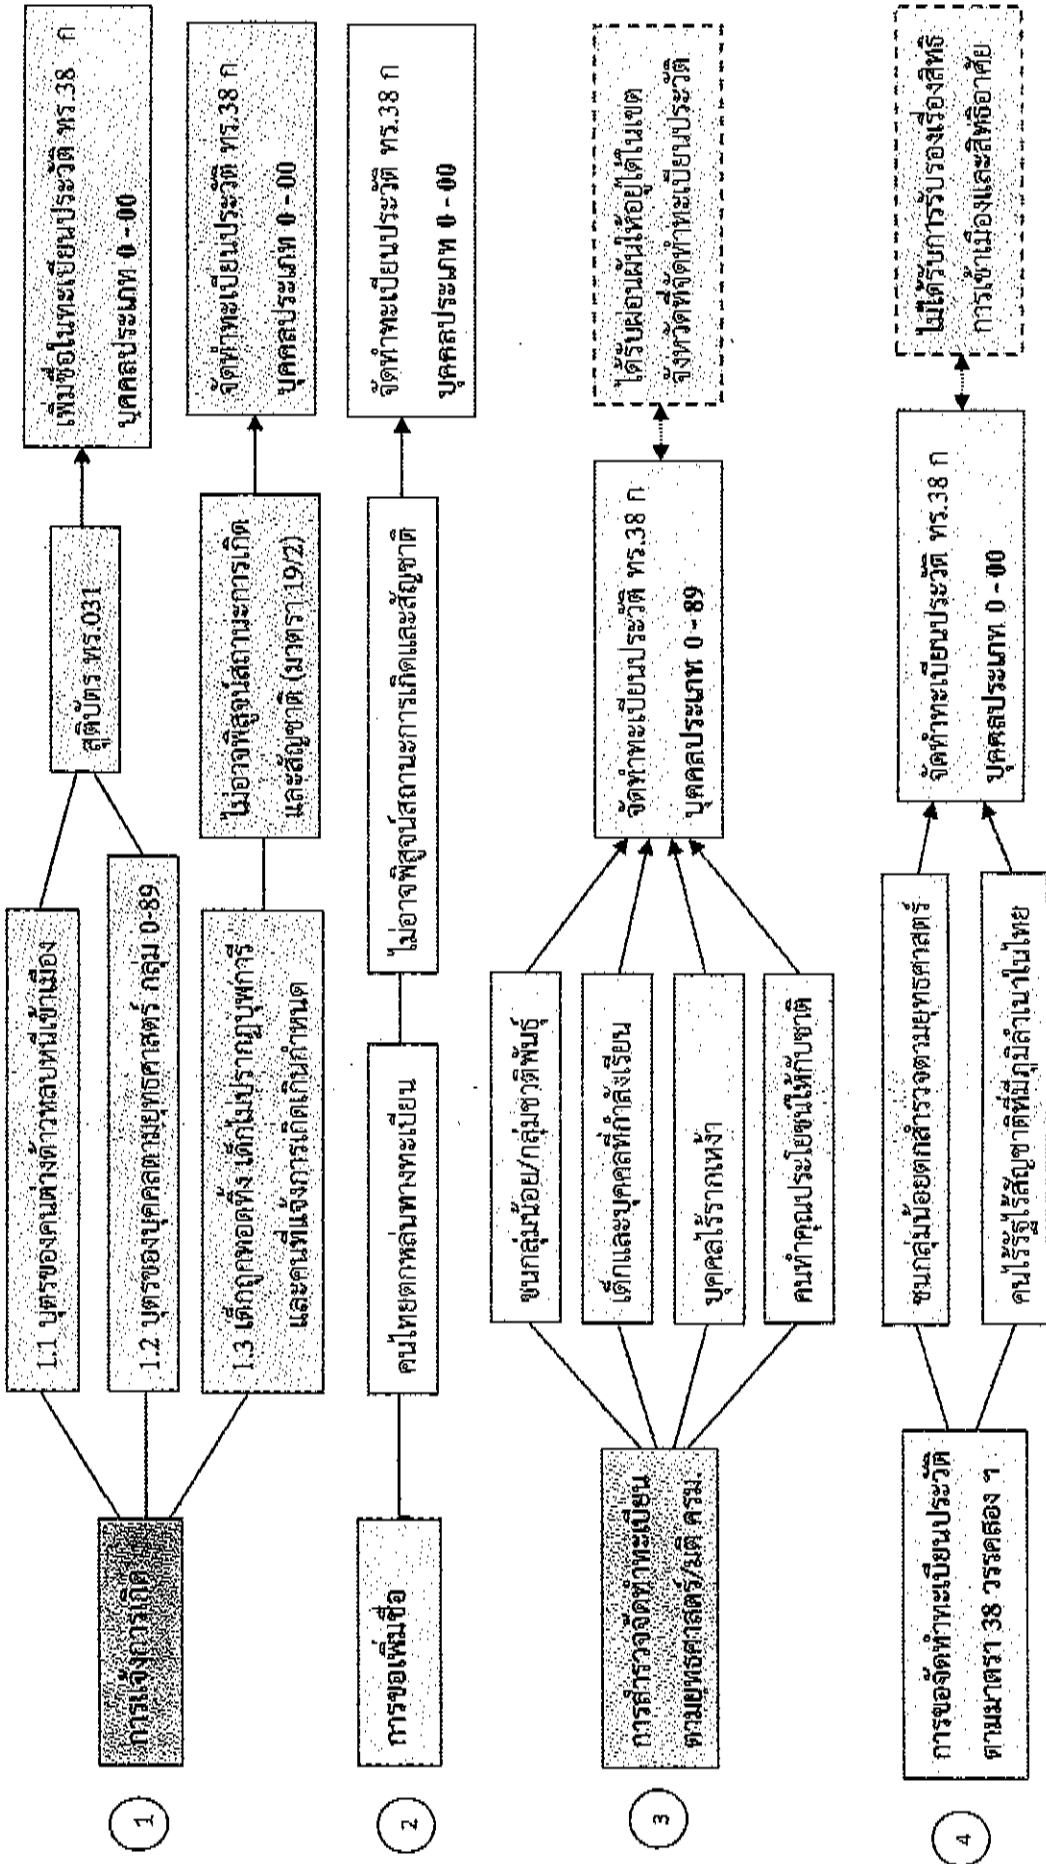 1
การแจ้งการเกิด
1.1 บุตรของคนต่างด้าวหลบหนีเข้าเมือง
1.2 บุตรของบุคคลตามยุทธศาสตร์ กลุ่ม 0-89
1.3 เด็กถูกทอดทิ้ง เด็กไม่ปรากฏบุพการี
และคนที่แจ้งการเกิดเกินกำหนด
สูติบัตร ทร.031
ไม่อาจพิสูจน์สถานะการเกิด
และสัญชาติ (มาตรา 19/2)
เพิ่มชื่อในทะเบียนประวัติ ทร.38 ก
บุคคลประเภท 0 - 00
จัดทำทะเบียนประวัติ ทร.38 ก
บุคคลประเภท 0 - 00
2
การขอเพิ่มชื่อ
คนไทยตกหล่นทางทะเบียน
ไม่อาจพิสูจน์สถานะการเกิดและสัญชาติ
จัดทำทะเบียนประวัติ ทร.38 ก
บุคคลประเภท 0 - 00
3
การสำรวจจัดทำทะเบียน
ตามยุทธศาสตร์/มติ ครม.
ชนกลุ่มน้อย/กลุ่มชาติพันธุ์
เด็กและบุคคลที่กำลังเรียน
บุคคลไร้รากเหง้า
คนทำคุณประโยชน์ให้กับชาติ
จัดทำทะเบียนประวัติ ทร.38 ก
บุคคลประเภท 0 - 89
ได้รับผ่อนผันให้อยู่ได้ในเขต
จังหวัดที่จัดทำทะเบียนประวัติ
4
การขอจัดทำทะเบียนประวัติ
ตามมาตรา 38 วรรคสอง ฯ
ชนกลุ่มน้อยตกสำรวจตามยุทธศาสตร์
คนไร้รัฐไร้สัญชาติที่มีภูมิลำเนาในไทย
จัดทำทะเบียนประวัติ ทร.38 ก
บุคคลประเภท 0 - 00
ไม่ได้รับการรับรองเรื่องสิทธิ
การเข้าเมืองและสิทธิอาศัย